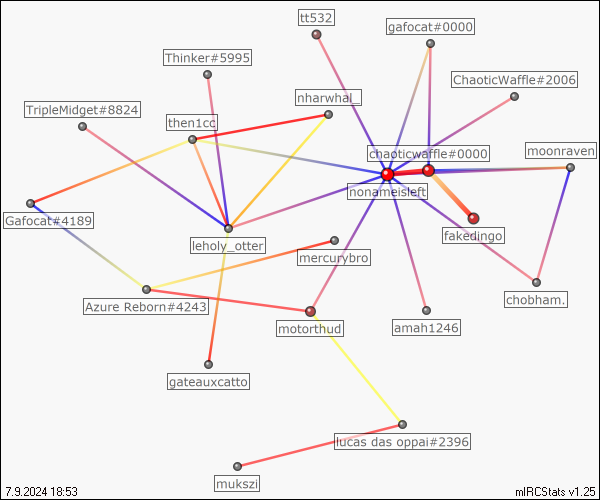 tt532
gafocat#0000
Thinker#5995
ChaoticWaffle#2006
nharwhal_
TripleMidget#8824
then1cc
chaoticwaffle#0000
moonraven
nonameisleft
Gafocat#4189
fakedingo
leholy_otter
mercurybro
Azure Reborn#4243
chobham.
motorthud
amah1246
gateauxcatto
lucas das oppai#2396
mukszi
7.9.2024 18:53
mIRCStats v1.25